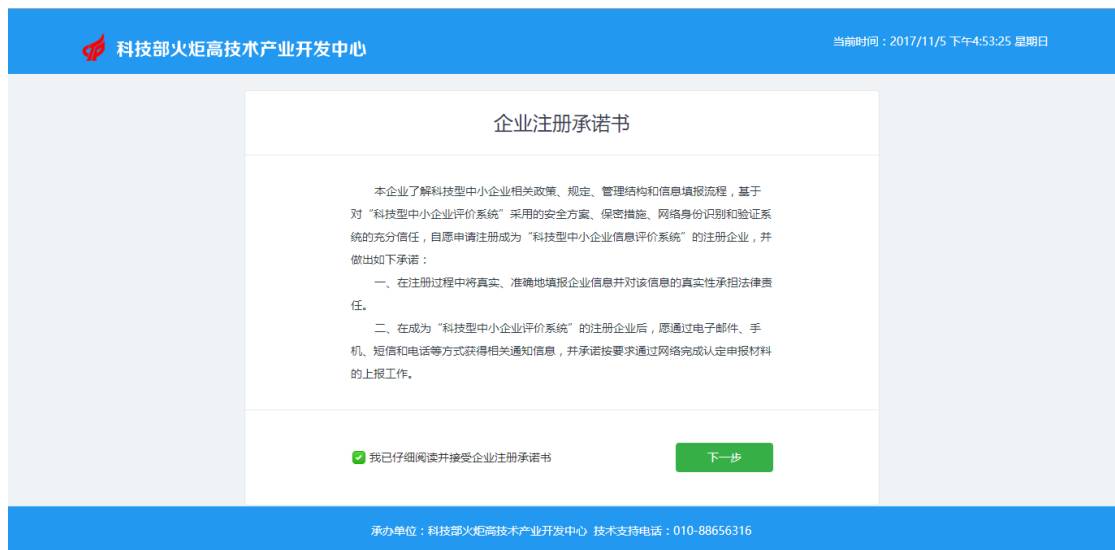 科技部火炬高技术产业开发中心
当前时间：2017/11/5 下午4:53:25 星期日
企业注册承诺书
本企业了解科技型中小企业相关政策、规定、管理结构和信息填报流程，基于
对“科技型中小企业评价系统”采用的安全方案、保密措施、网络身份识别和验证系
统的充分信任，自愿申请注册成为“科技型中小企业信息评价系统”的注册企业，并
做出如下承诺：
一、在注册过程中将真实、准确地填报企业信息并对该信息的真实性承担法律责
任。
二、在成为“科技型中小企业评价系统”的注册企业后，愿通过电子邮件、手
机、短信和电话等方式获得相关通知信息，并承诺按要求通过网络完成认定申报材料
的上报工作。
我已仔细阅读并接受企业注册承诺书
下一步
承办单位：科技部火炬高技术产业开发中心 技术支持电话：010-88656316